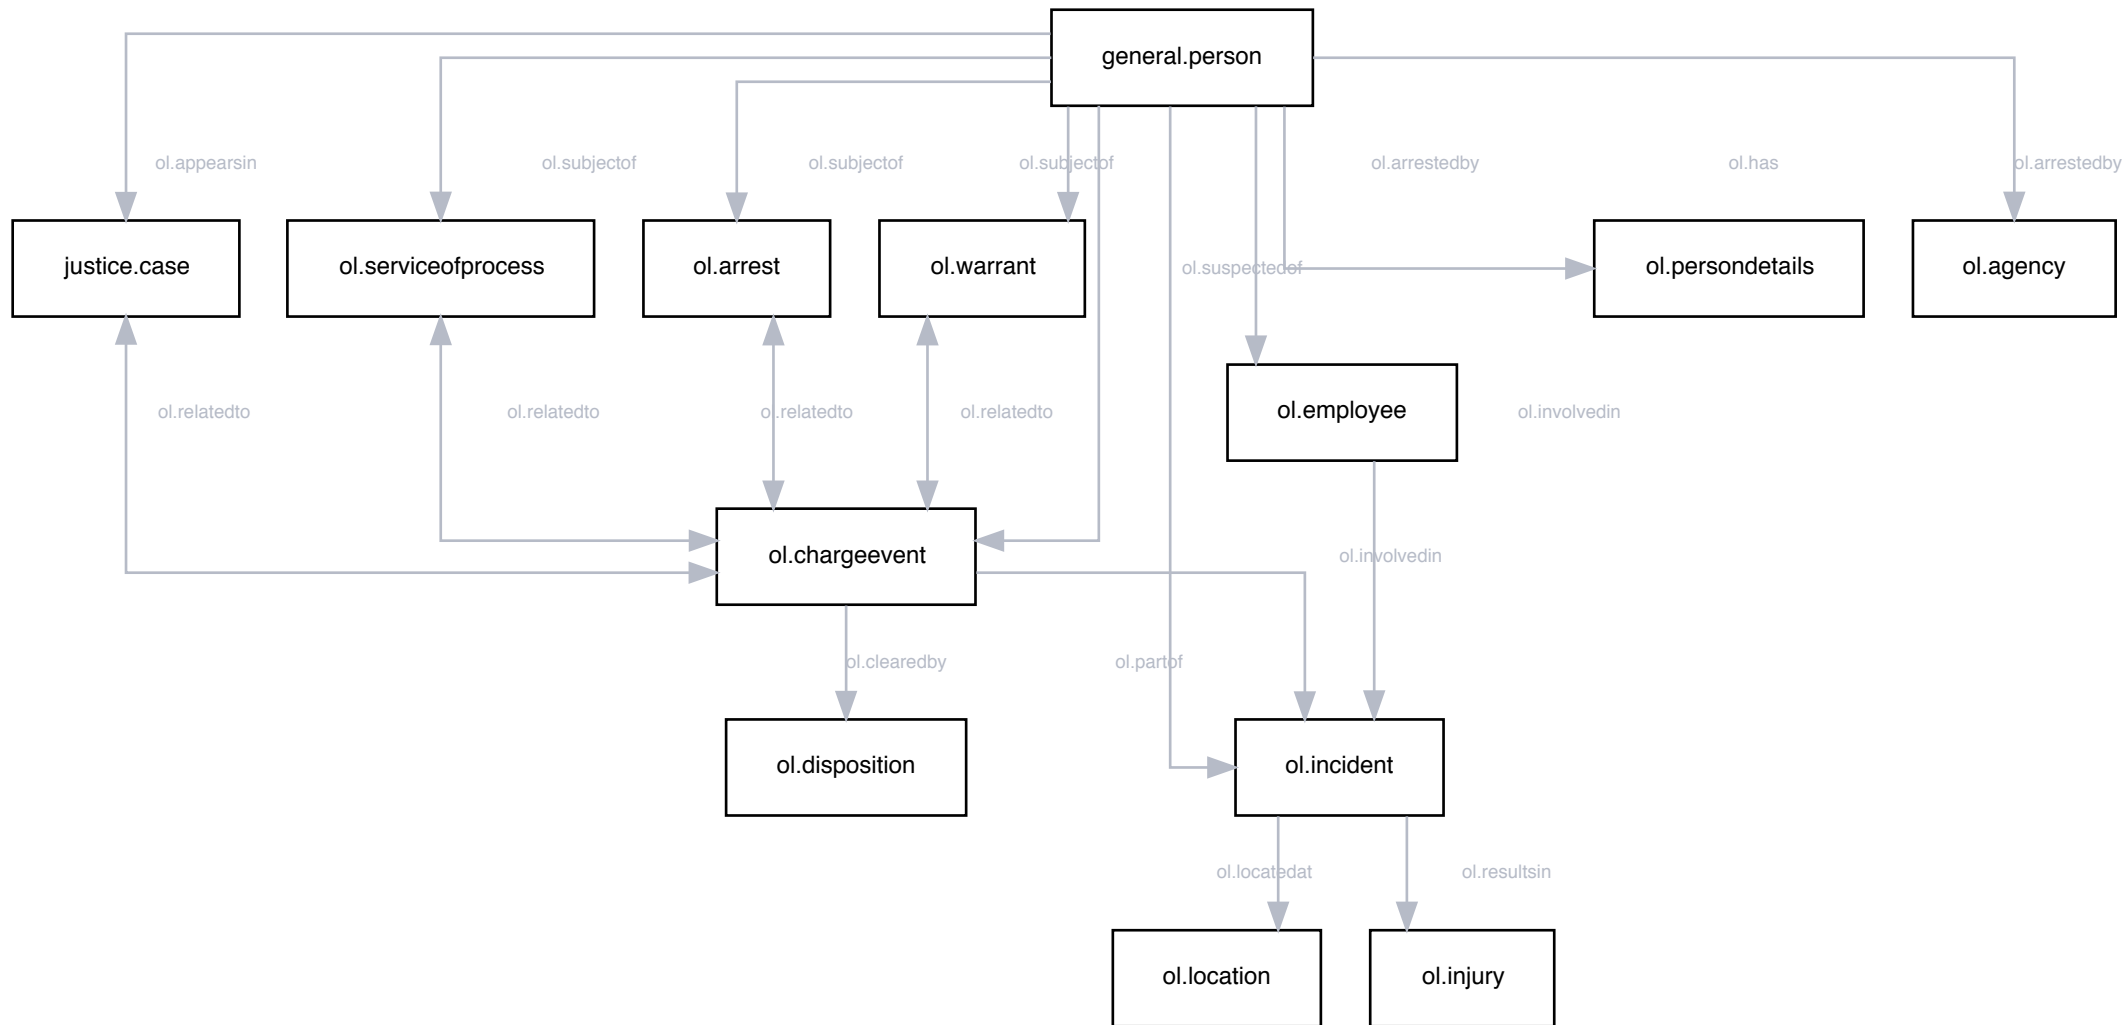 general.person
ol.appearsin
ol.subjectof
ol.subjectof
ol.subjectof
ol.arrestedby
ol.has
ol.arrestedby
justice.case
ol.serviceofprocess
ol.arrest
ol.warrant
ol.suspectedof
ol.persondetails
ol.agency
ol.relatedto
ol.relatedto
ol.relatedto
ol.relatedto
ol.employee
ol.involvedin
ol.chargeevent
ol.involvedin
ol.clearedby
ol.partof
ol.disposition
ol.incident
ol.locatedat
ol.resultsin
ol.location
ol.injury